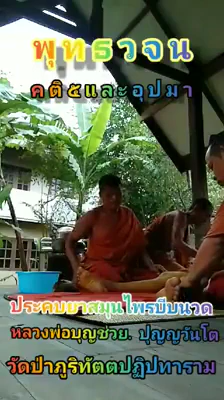 พุทธวจน
คติ๕และอุปมา
ประคบยาสมุนไพรบีบนวด
หลวงพ่อบุญช่วย. ปุญญวันโต
วัดป่าภูริทัตตปฏิปทาราม